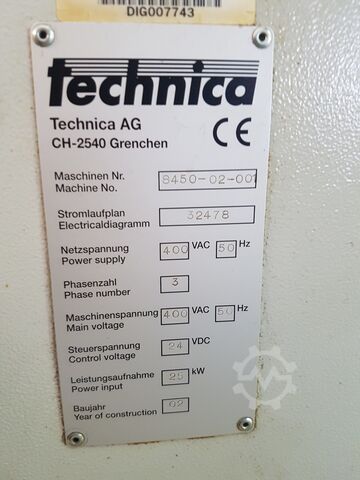 DIG007743
technica
Technica AG
CH-2540 Grenchen
CE
Maschinen Nr. 8450-02-001
Machine No.
Stromlaufplan 32478
Electricaldiagramm
Netzspannung 400 VAC 50 Hz
Power supply
Phasenzahl 3
Phase number
Maschinenspannung 400 VAC 50 Hz
Main voltage
Steuerspannung 24 VDC
Control voltage
Leistungsaufnahme 25 kW
Power input
Baujahr 02
Year of construction